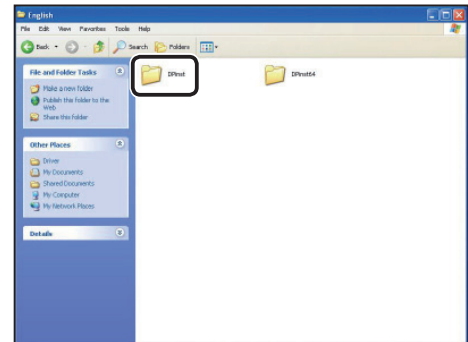 English
File Edit View Favorites Tools Help
Back Search Folders
File and Folder Tasks
Make a new folder
Publish this folder to the
Web
Share this folder
Other Places
Driver
My Documents
Shared Documents
My Computer
My Network Places
Details
DPInst
DPInst64